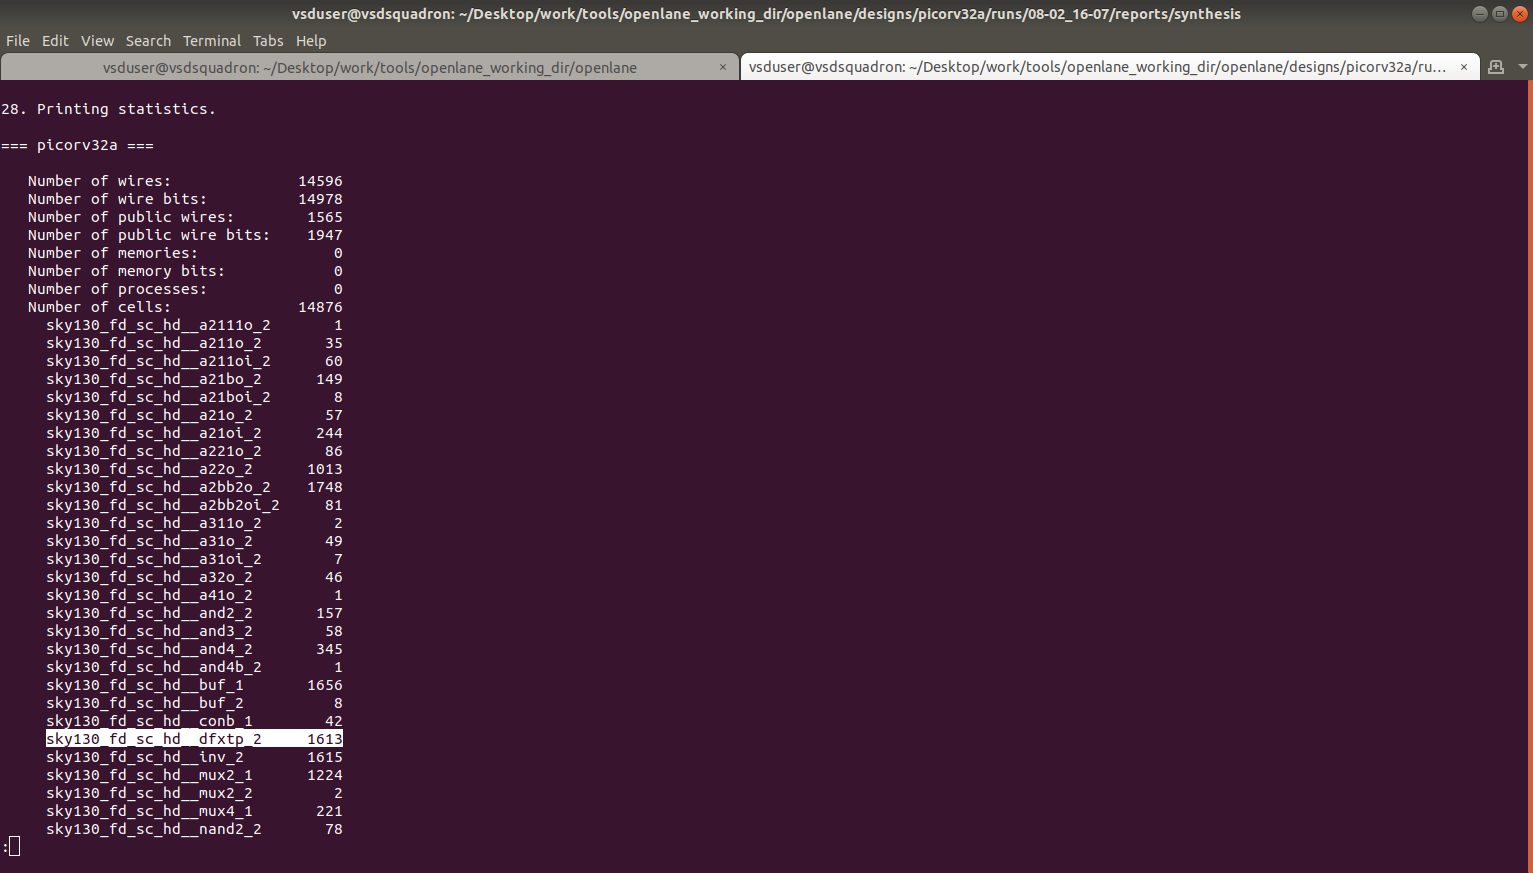 vsduser@vsdsquadron: ~/Desktop/work/tools/openlane_working_dir/openlane/designs/picorv32a/runs/08-02_16-07/reports/synthesis
File Edit View Search Terminal Tabs Help
vsduser@vsdsquadron: ~/Desktop/work/tools/openlane_working_dir/openlane × vsduser@vsdsquadron: ~/Desktop/work/tools/openlane_working_dir/openlane/designs/picorv32a/ru... ×
28. Printing statistics.
=== picorv32a ===
Number of wires: 14596
Number of wire bits: 14978
Number of public wires: 1565
Number of public wire bits: 1947
Number of memories: 0
Number of memory bits: 0
Number of processes: 0
Number of cells: 14876
sky130_fd_sc_hd__a2111o_2 1
sky130_fd_sc_hd__a211o_2 35
sky130_fd_sc_hd__a211oi_2 60
sky130_fd_sc_hd__a21bo_2 149
sky130_fd_sc_hd__a21boi_2 8
sky130_fd_sc_hd__a21o_2 57
sky130_fd_sc_hd__a21oi_2 244
sky130_fd_sc_hd__a221o_2 86
sky130_fd_sc_hd__a22o_2 1013
sky130_fd_sc_hd__a2bb2o_2 1748
sky130_fd_sc_hd__a2bb2oi_2 81
sky130_fd_sc_hd__a311o_2 2
sky130_fd_sc_hd__a31o_2 49
sky130_fd_sc_hd__a31oi_2 7
sky130_fd_sc_hd__a32o_2 46
sky130_fd_sc_hd__a41o_2 1
sky130_fd_sc_hd__and2_2 157
sky130_fd_sc_hd__and3_2 58
sky130_fd_sc_hd__and4_2 345
sky130_fd_sc_hd__and4b_2 1
sky130_fd_sc_hd__buf_1 1656
sky130_fd_sc_hd__buf_2 8
sky130_fd_sc_hd__conb_1 42
sky130_fd_sc_hd__dfxtp_2 1613
sky130_fd_sc_hd__inv_2 1615
sky130_fd_sc_hd__mux2_1 1224
sky130_fd_sc_hd__mux2_2 2
sky130_fd_sc_hd__mux4_1 221
sky130_fd_sc_hd__nand2_2 78
: